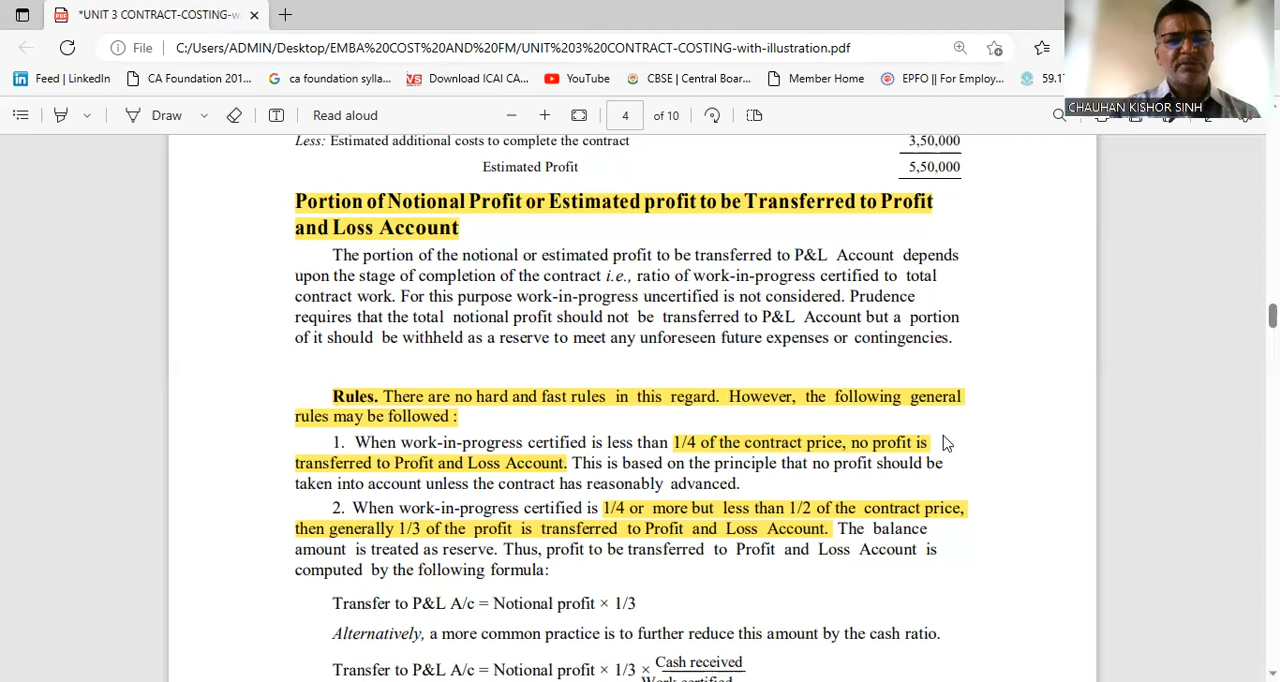 *UNIT 3 CONTRACT-COSTING-w
File C:/Users/ADMIN/Desktop/EMBA%20COST%20AND%20FM/UNIT%203%20CONTRACT-COSTING-with-illustration.pdf
Feed | LinkedIn CA Foundation 201... ca foundation sylla... Download ICAI CA... YouTube CBSE | Central Boar... Member Home EPFO || For Employ... 59.1
CHAUHAN KISHOR SINH
Draw Read aloud 4 of 10
Less: Estimated additional costs to complete the contract 3,50,000
Estimated Profit 5,50,000
Portion of Notional Profit or Estimated profit to be Transferred to Profit
and Loss Account
The portion of the notional or estimated profit to be transferred to P&L Account depends
upon the stage of completion of the contract i.e., ratio of work-in-progress certified to total
contract work. For this purpose work-in-progress uncertified is not considered. Prudence
requires that the total notional profit should not be transferred to P&L Account but a portion
of it should be withheld as a reserve to meet any unforeseen future expenses or contingencies.
Rules. There are no hard and fast rules in this regard. However, the following general
rules may be followed :
1. When work-in-progress certified is less than 1/4 of the contract price, no profit is
transferred to Profit and Loss Account. This is based on the principle that no profit should be
taken into account unless the contract has reasonably advanced.
2. When work-in-progress certified is 1/4 or more but less than 1/2 of the contract price,
then generally 1/3 of the profit is transferred to Profit and Loss Account. The balance
amount is treated as reserve. Thus, profit to be transferred to Profit and Loss Account is
computed by the following formula:
Transfer to P&L A/c = Notional profit × 1/3
Alternatively, a more common practice is to further reduce this amount by the cash ratio.
Transfer to P&L A/c = Notional profit × 1/3 × Cash received
Work certified